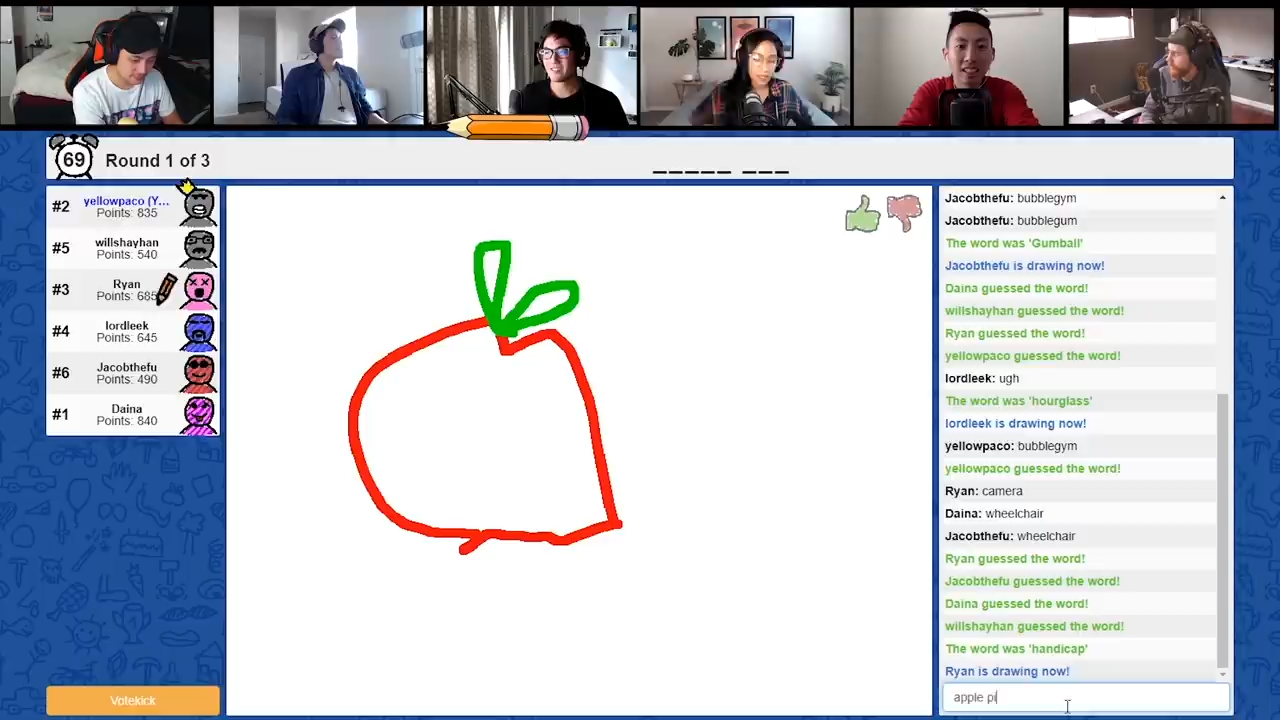 69
Round 1 of 3
_____ ___
#2 yellowpaco (Y...
Points: 835
#5 willshayhan
Points: 540
#3 Ryan
Points: 685
#4 lordleek
Points: 645
#6 Jacobthefu
Points: 490
#1 Daina
Points: 840
Votekick
Jacobthefu: bubblegym
Jacobthefu: bubblegum
The word was 'Gumball'
Jacobthefu is drawing now!
Daina guessed the word!
willshayhan guessed the word!
Ryan guessed the word!
yellowpaco guessed the word!
lordleek: ugh
The word was 'hourglass'
lordleek is drawing now!
yellowpaco: bubblegym
yellowpaco guessed the word!
Ryan: camera
Daina: wheelchair
Jacobthefu: wheelchair
Ryan guessed the word!
Jacobthefu guessed the word!
Daina guessed the word!
willshayhan guessed the word!
The word was 'handicap'
Ryan is drawing now!
apple pi